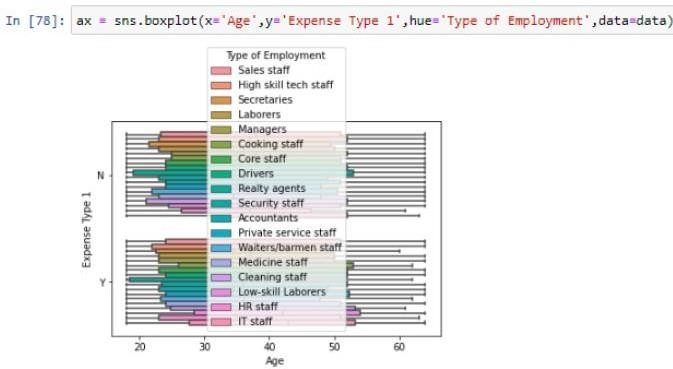 In [78]: ax = sns.boxplot(x='Age',y='Expense Type 1',hue='Type of Employment',data=data)
Type of Employment
Sales staff
High skill tech staff
Secretaries
Laborers
Managers
Cooking staff
Core staff
Drivers
Realty agents
Security staff
Accountants
Private service staff
Waiters/barmen staff
Medicine staff
Cleaning staff
Low-skill Laborers
HR staff
IT staff
Expense Type 1
N
Y
20 30 40 50 60
Age